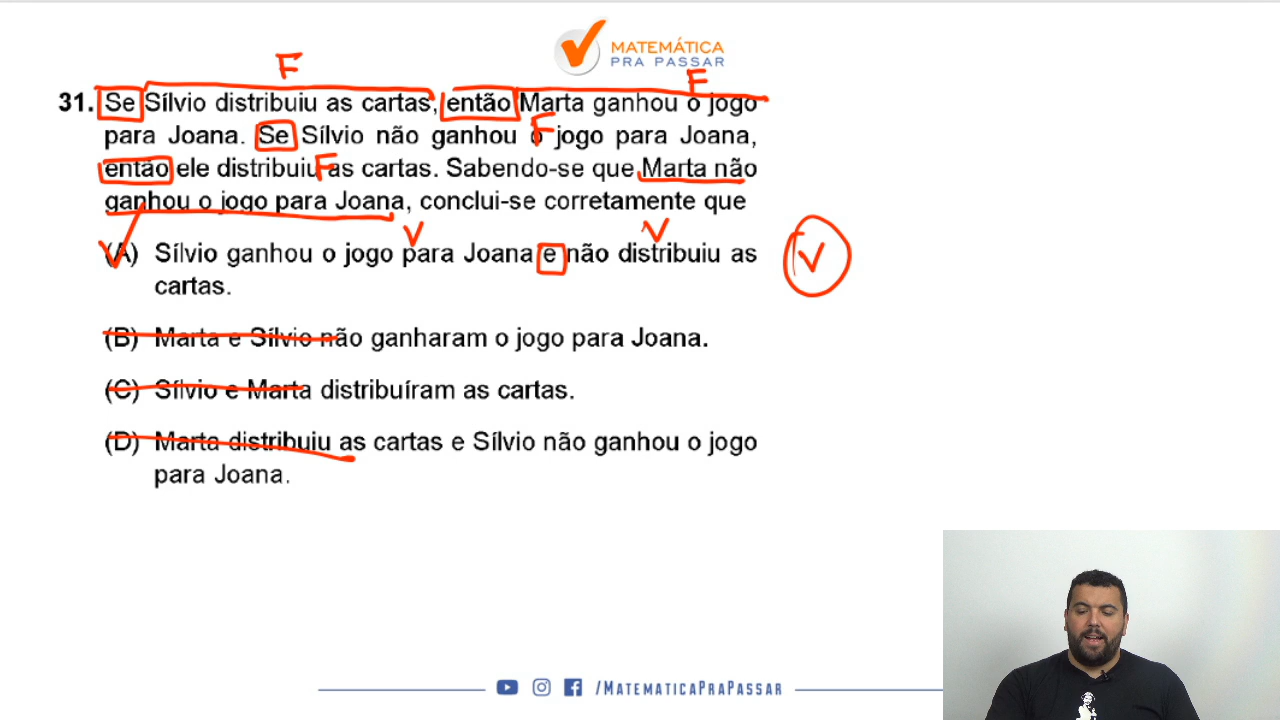 MATEMÁTICA
PRA PASSAR
F
F
31. Se Sílvio distribuiu as cartas, então Marta ganhou o jogo
para Joana. Se Sílvio não ganhou o jogo para Joana,
F
então ele distribuiu as cartas. Sabendo-se que Marta não
F
ganhou o jogo para Joana, conclui-se corretamente que
V
V
(A) Sílvio ganhou o jogo para Joana e não distribuiu as
cartas.
V
(B) Marta e Sílvio não ganharam o jogo para Joana.
(C) Sílvio e Marta distribuíram as cartas.
(D) Marta distribuiu as cartas e Sílvio não ganhou o jogo
para Joana.
/MATEMATICAPRAPASSAR